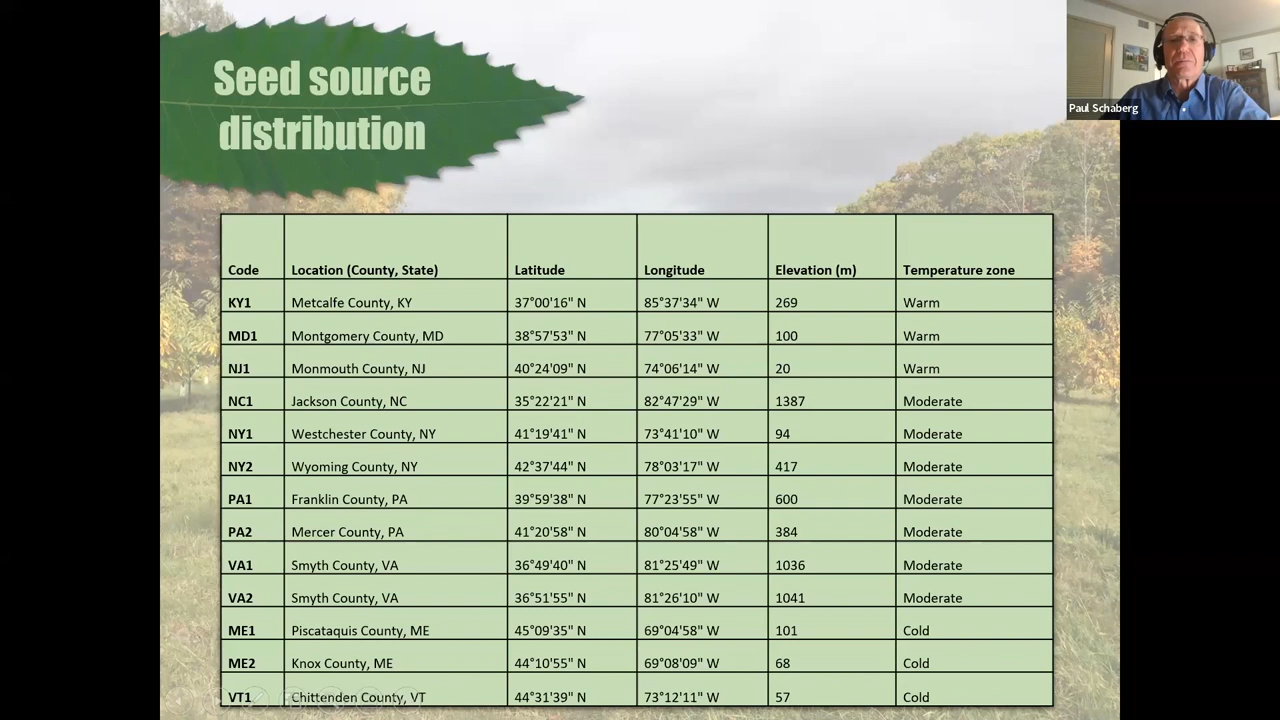 Seed source
distribution
Paul Schaberg
Code Location (County, State) Latitude Longitude Elevation (m) Temperature zone
KY1 Metcalfe County, KY 37°00'16" N 85°37'34" W 269 Warm
MD1 Montgomery County, MD 38°57'53" N 77°05'33" W 100 Warm
NJ1 Monmouth County, NJ 40°24'09" N 74°06'14" W 20 Warm
NC1 Jackson County, NC 35°22'21" N 82°47'29" W 1387 Moderate
NY1 Westchester County, NY 41°19'41" N 73°41'10" W 94 Moderate
NY2 Wyoming County, NY 42°37'44" N 78°03'17" W 417 Moderate
PA1 Franklin County, PA 39°59'38" N 77°23'55" W 600 Moderate
PA2 Mercer County, PA 41°20'58" N 80°04'58" W 384 Moderate
VA1 Smyth County, VA 36°49'40" N 81°25'49" W 1036 Moderate
VA2 Smyth County, VA 36°51'55" N 81°26'10" W 1041 Moderate
ME1 Piscataquis County, ME 45°09'35" N 69°04'58" W 101 Cold
ME2 Knox County, ME 44°10'55" N 69°08'09" W 68 Cold
VT1 Chittenden County, VT 44°31'39" N 73°12'11" W 57 Cold